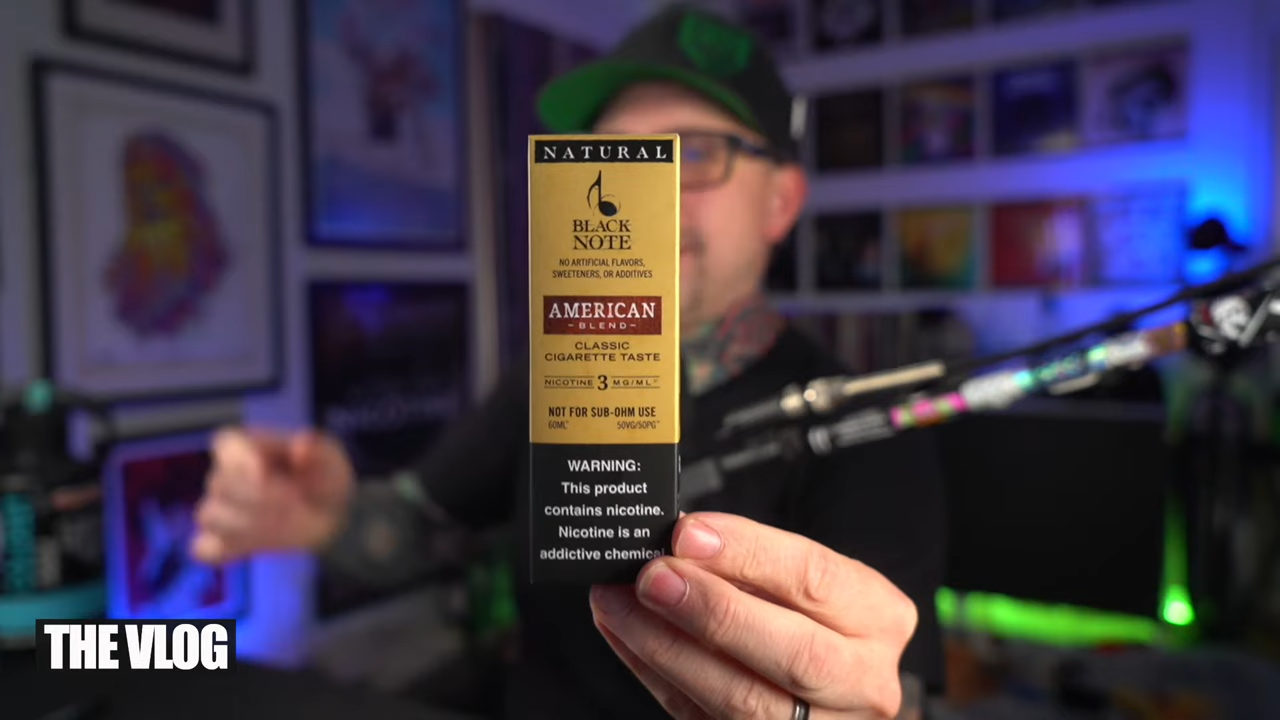 NATURAL
BLACK
NOTE
NO ARTIFICIAL FLAVORS,
SWEETENERS, OR ADDITIVES
AMERICAN
-BLEND-
CLASSIC
CIGARETTE TASTE
NICOTINE 3 MG/ML
NOT FOR SUB-OHM USE
60ML 50VG/50PG
WARNING:
This product
contains nicotine.
Nicotine is an
addictive chemical
THE VLOG